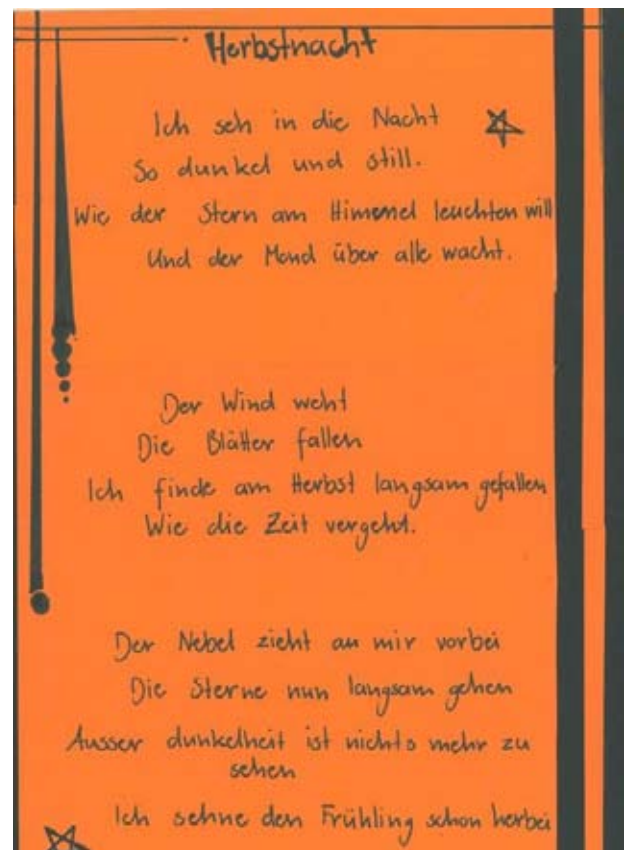 Herbstnacht
Ich seh in die Nacht
So dunkel und still.
Wie der Stern am Himmel leuchten will
Und der Mond über alle wacht.
Der Wind weht
Die Blätter fallen
Ich finde am Herbst langsam gefallen
Wie die Zeit vergeht.
Der Nebel zieht an mir vorbei
Die Sterne nun langsam gehen
Ausser dunkelheit ist nichts mehr zu
sehen
Ich sehne den Frühling schon herbei